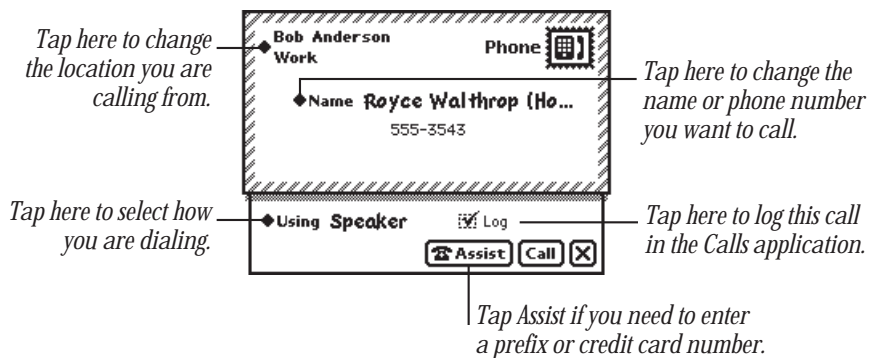 Tap here to change
the location you are
calling from.
Bob Anderson
Work
Phone
Name Royce Walthrop (Ho...
555-3543
Tap here to change the
name or phone number
you want to call.
Tap here to select how
you are dialing.
Using Speaker
Log
Tap here to log this call
in the Calls application.
Assist Call
Tap Assist if you need to enter
a prefix or credit card number.